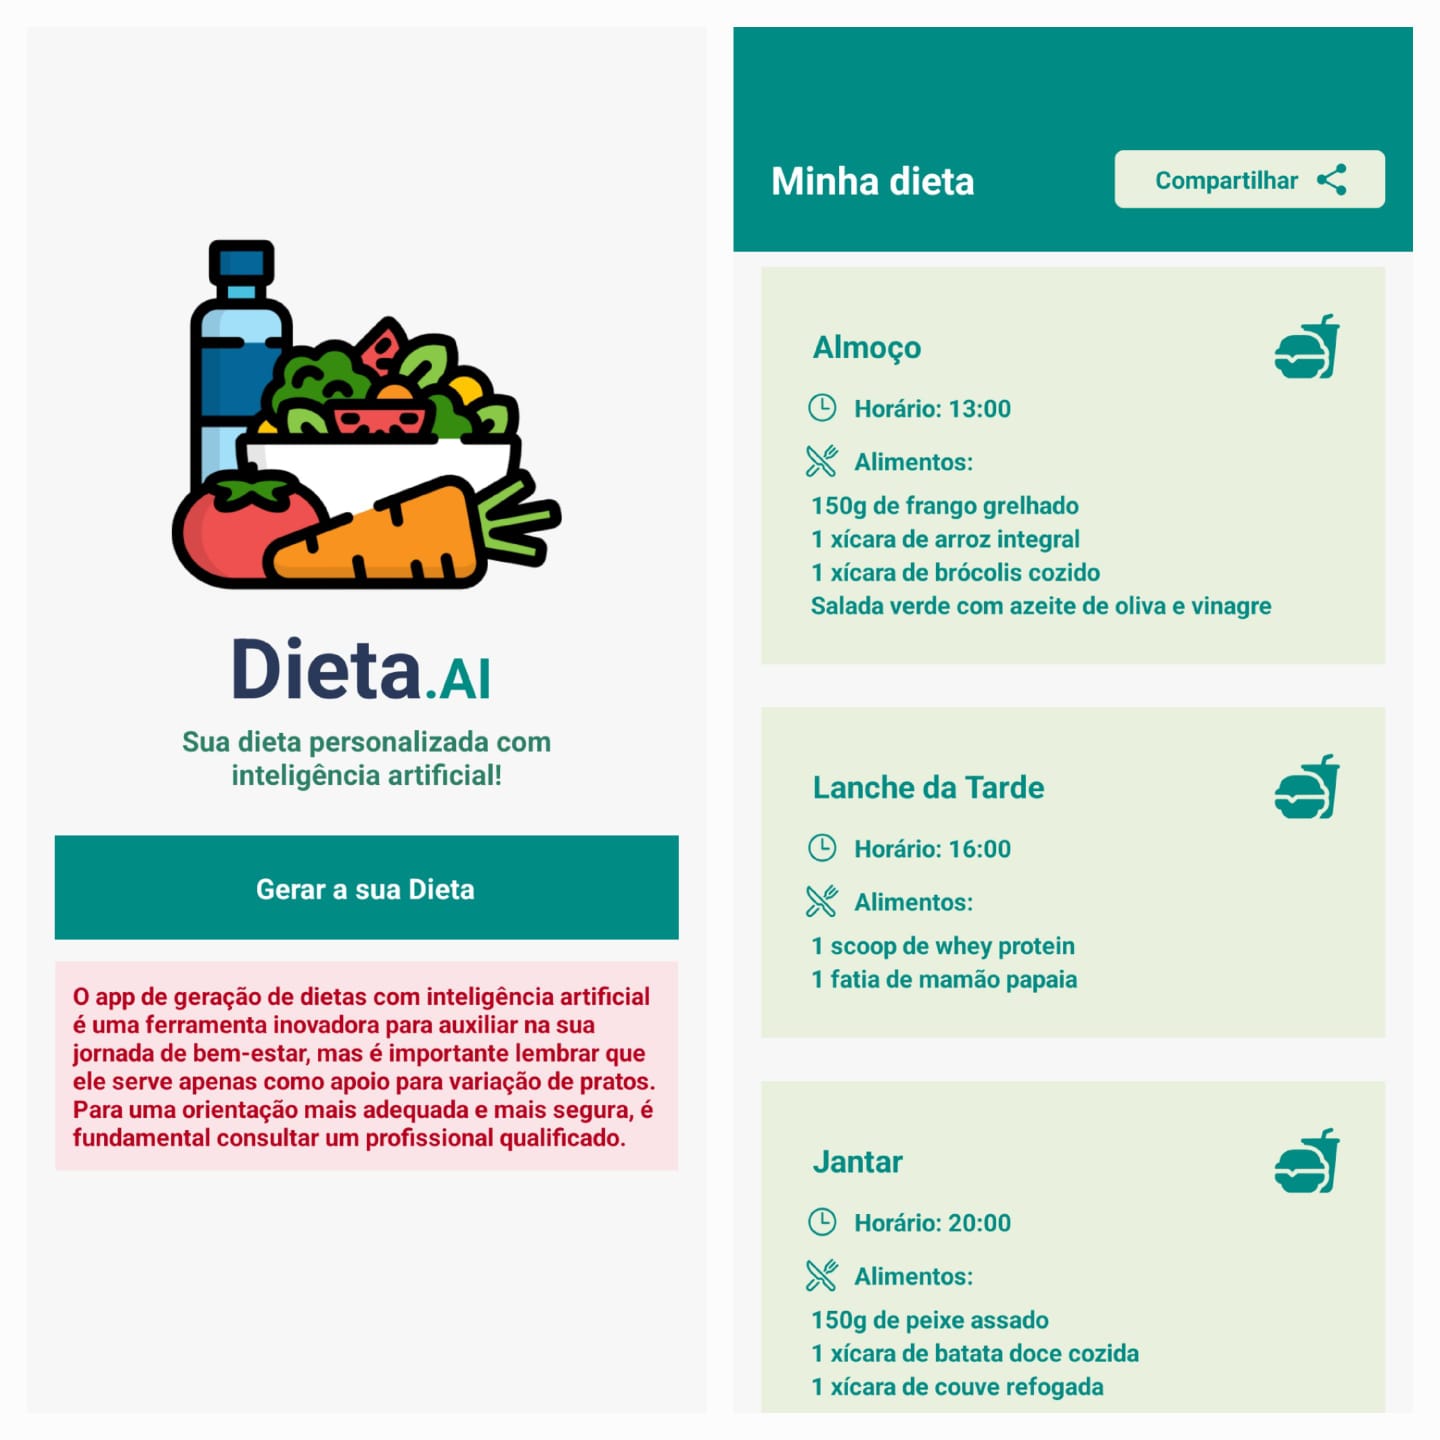 Dieta.AI
Sua dieta personalizada com
inteligência artificial!
Gerar a sua Dieta
O app de geração de dietas com inteligência artificial
é uma ferramenta inovadora para auxiliar na sua
jornada de bem-estar, mas é importante lembrar que
ele serve apenas como apoio para variação de pratos.
Para uma orientação mais adequada e mais segura, é
fundamental consultar um profissional qualificado.
Minha dieta
Compartilhar
Almoço
Horário: 13:00
Alimentos:
150g de frango grelhado
1 xícara de arroz integral
1 xícara de brócolis cozido
Salada verde com azeite de oliva e vinagre
Lanche da Tarde
Horário: 16:00
Alimentos:
1 scoop de whey protein
1 fatia de mamão papaia
Jantar
Horário: 20:00
Alimentos:
150g de peixe assado
1 xícara de batata doce cozida
1 xícara de couve refogada